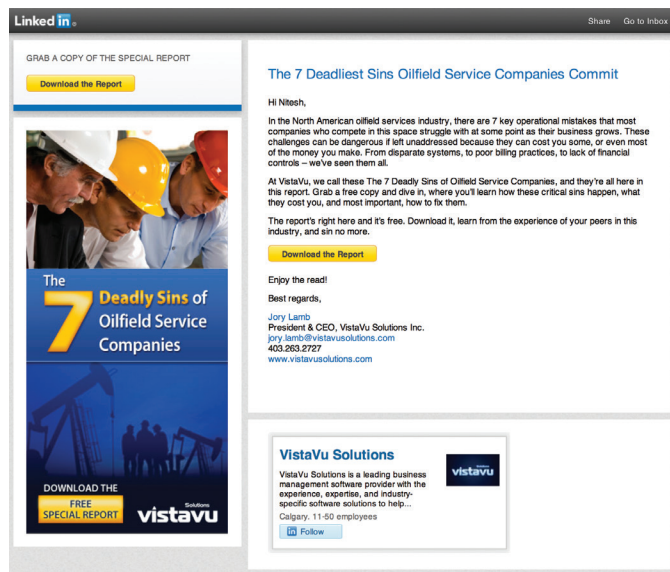 Linked in®
Share Go to Inbox
GRAB A COPY OF THE SPECIAL REPORT
Download the Report
The
7
Deadly Sins of
Oilfield Service
Companies
DOWNLOAD THE
FREE
SPECIAL REPORT
Solutions
vistavu
The 7 Deadliest Sins Oilfield Service Companies Commit
Hi Nitesh,
In the North American oilfield services industry, there are 7 key operational mistakes that most
companies who compete in this space struggle with at some point as their business grows. These
challenges can be dangerous if left unaddressed because they can cost you some, or even most
of the money you make. From disparate systems, to poor billing practices, to lack of financial
controls – we've seen them all.
At VistaVu, we call these The 7 Deadly Sins of Oilfield Service Companies, and they're all here in
this report. Grab a free copy and dive in, where you'll learn how these critical sins happen, what
they cost you, and most important, how to fix them.
The report's right here and it's free. Download it, learn from the experience of your peers in this
industry, and sin no more.
Download the Report
Enjoy the read!
Best regards,
Jory Lamb
President & CEO, VistaVu Solutions Inc.
jory.lamb@vistavusolutions.com
403.263.2727
www.vistavusolutions.com
VistaVu Solutions
VistaVu Solutions is a leading business
management software provider with the
experience, expertise, and industry-
specific software solutions to help...
Calgary. 11-50 employees
in Follow
Solutions
vistavu